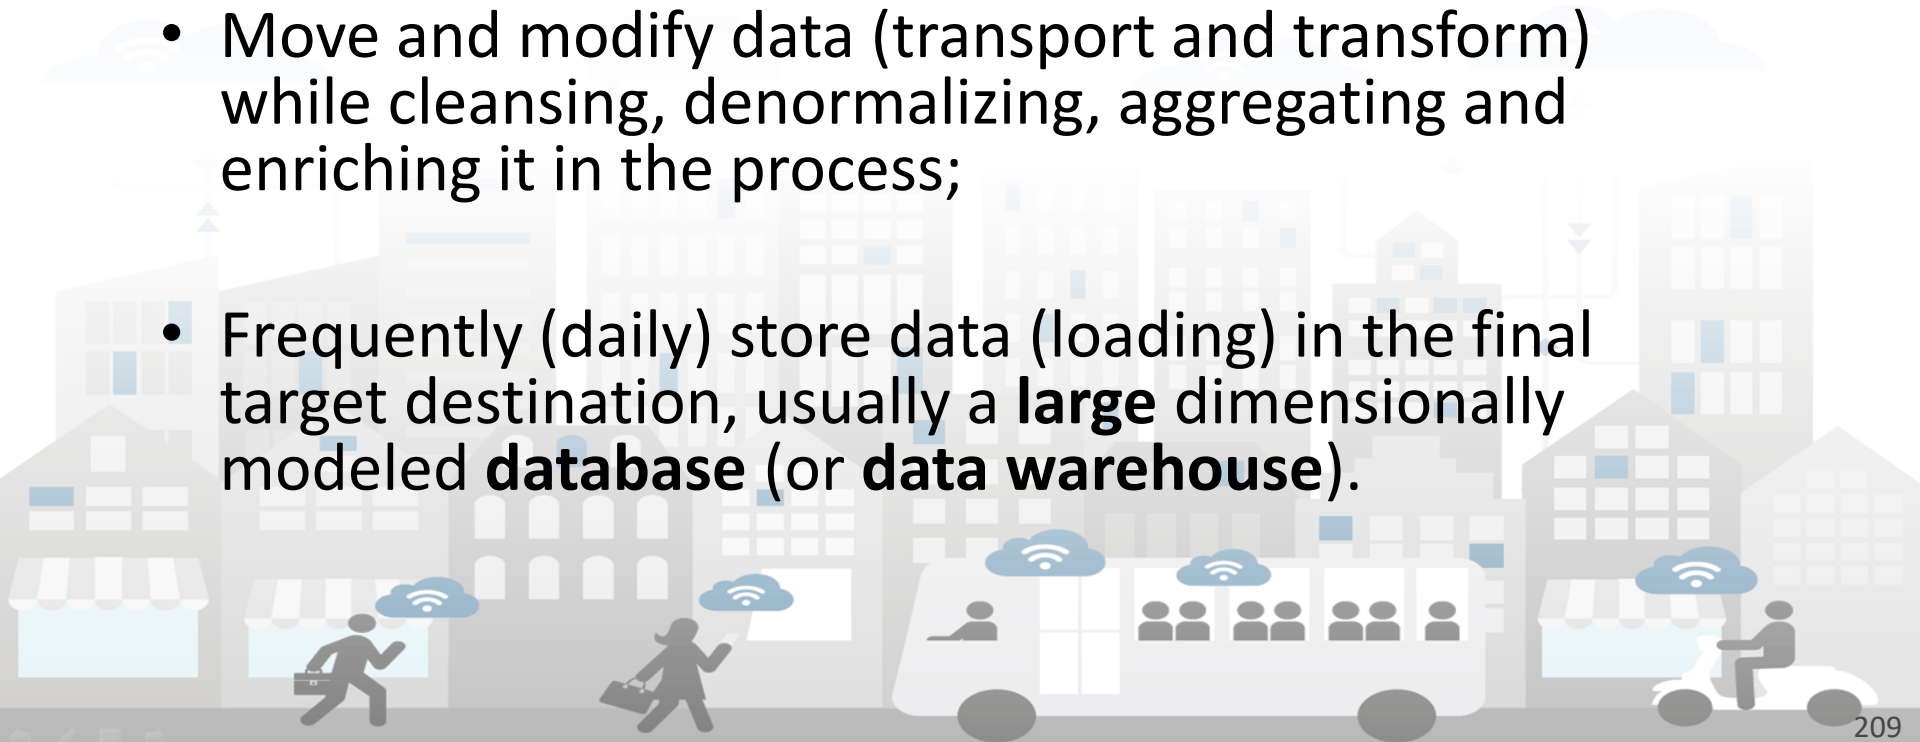 • Move and modify data (transport and transform)
while cleansing, denormalizing, aggregating and
enriching it in the process;
• Frequently (daily) store data (loading) in the final
target destination, usually a large dimensionally
modeled database (or data warehouse).
209